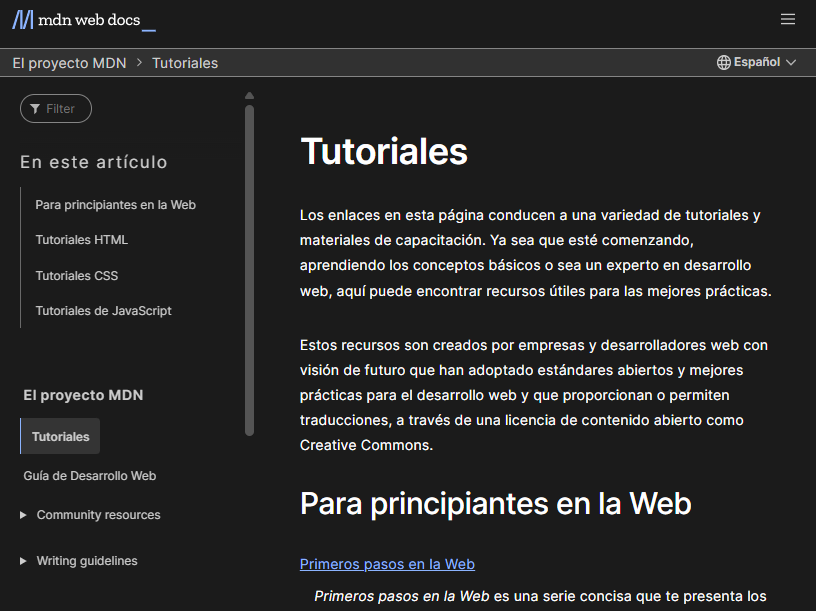 mdn web docs_
El proyecto MDN > Tutoriales
Español
Filter
En este artículo
Para principiantes en la Web
Tutoriales HTML
Tutoriales CSS
Tutoriales de JavaScript
El proyecto MDN
Tutoriales
Guía de Desarrollo Web
Community resources
Writing guidelines
Tutoriales
Los enlaces en esta página conducen a una variedad de tutoriales y
materiales de capacitación. Ya sea que esté comenzando,
aprendiendo los conceptos básicos o sea un experto en desarrollo
web, aquí puede encontrar recursos útiles para las mejores prácticas.
Estos recursos son creados por empresas y desarrolladores web con
visión de futuro que han adoptado estándares abiertos y mejores
prácticas para el desarrollo web y que proporcionan o permiten
traducciones, a través de una licencia de contenido abierto como
Creative Commons.
Para principiantes en la Web
Primeros pasos en la Web
Primeros pasos en la Web es una serie concisa que te presenta los